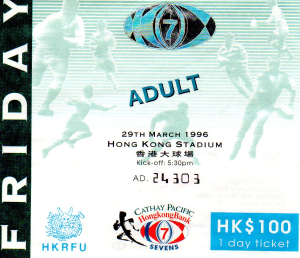 FRIDAY
7
ADULT
29TH MARCH 1996
HONG KONG STADIUM
香港大球場
Kick-off: 5:30pm
AD. 24303
HKRFU
CATHAY PACIFIC
HongkongBank
7
SEVENS
HK$100
1 day ticket